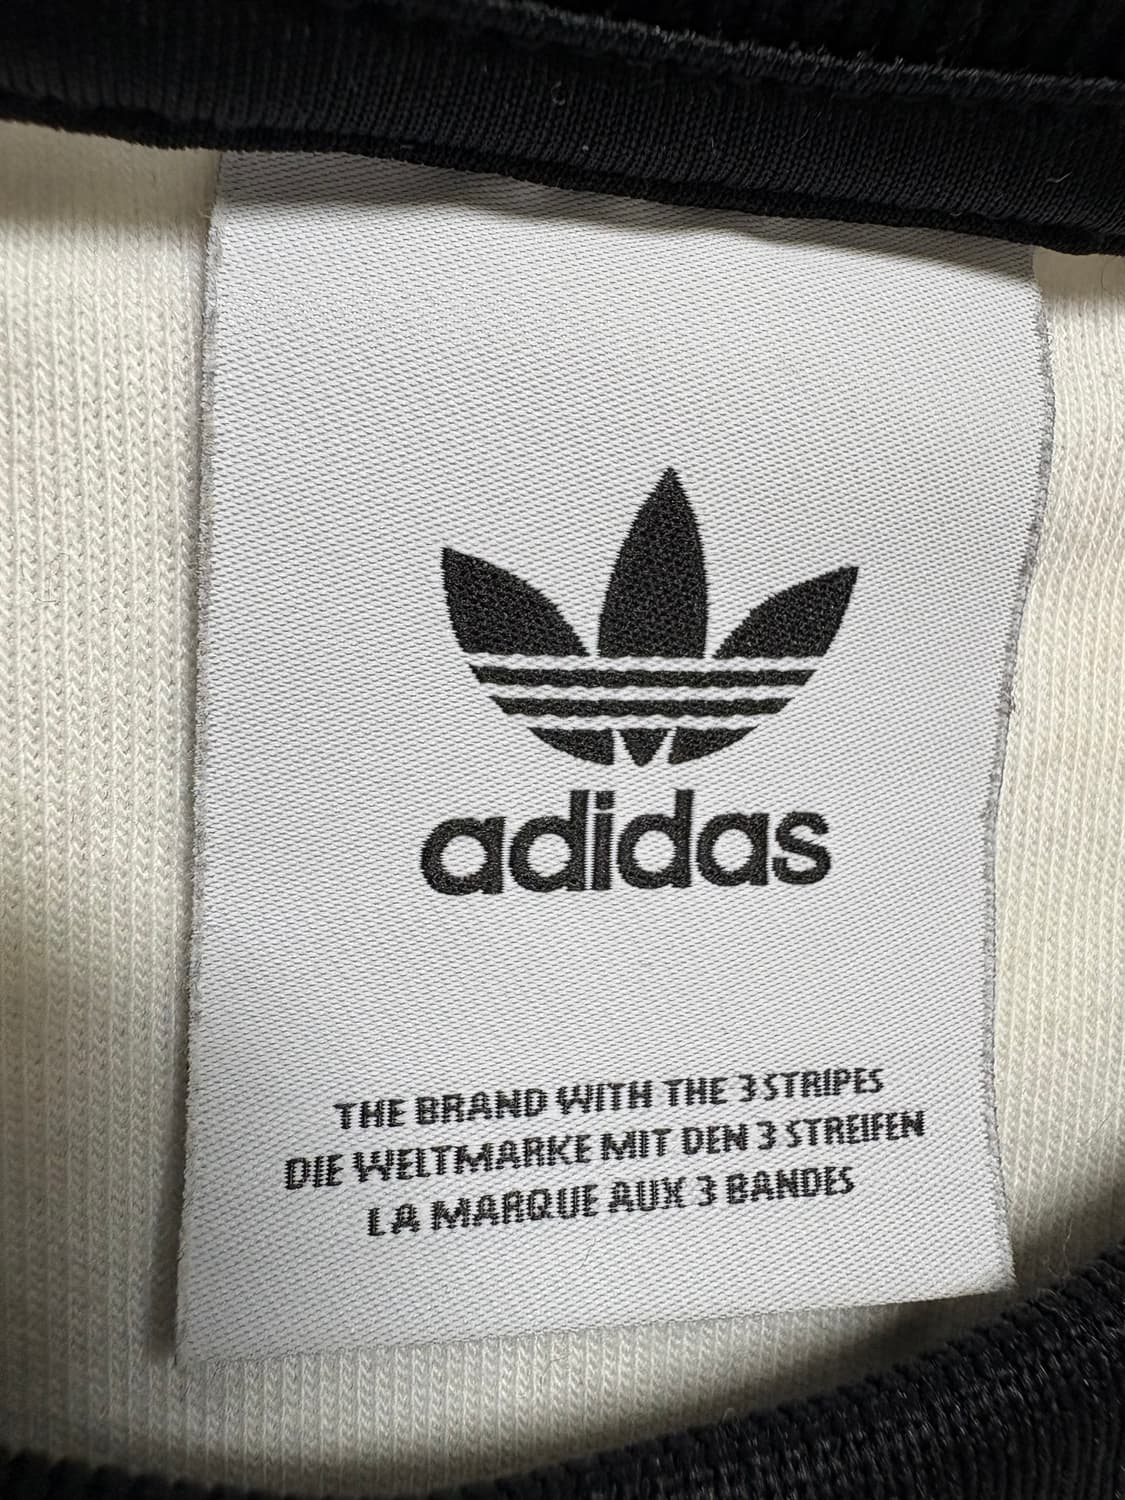 adidas
THE BRAND WITH THE 3 STRIPES
DIE WELTMARKE MIT DEN 3 STREIFEN
LA MARQUE AUX 3 BANDES